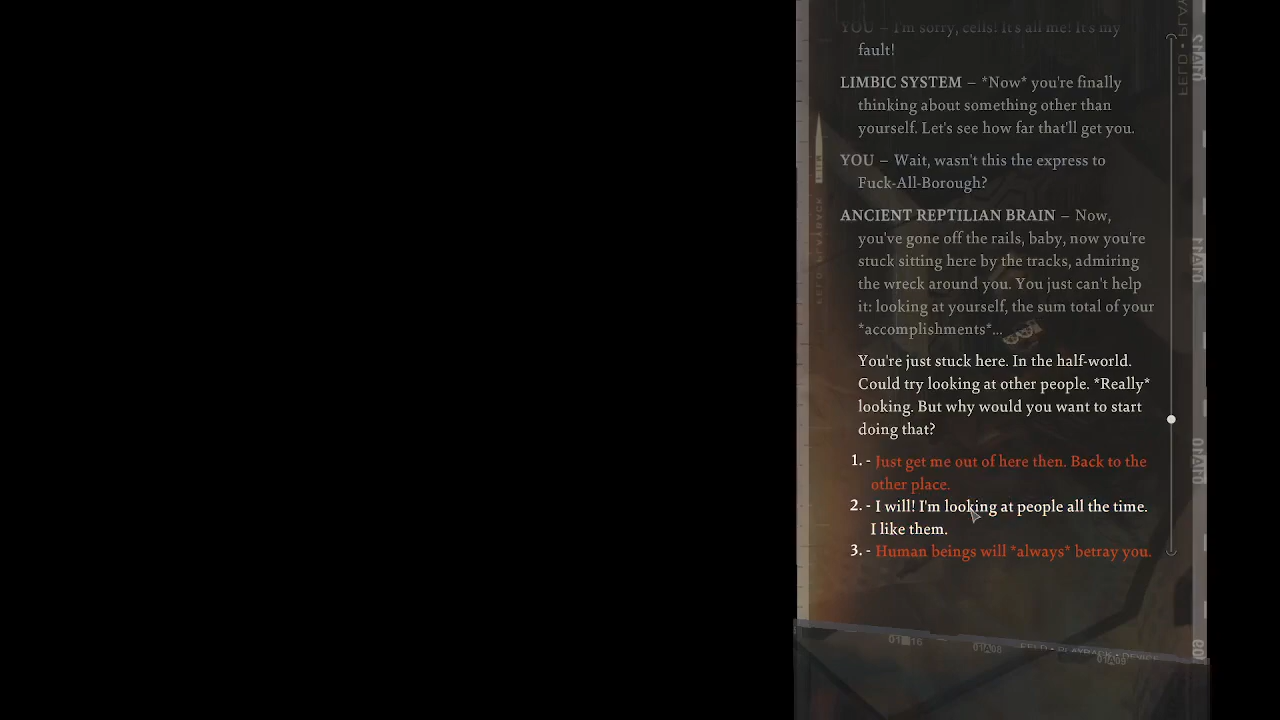 YOU – I'm sorry, cells! It's all me! It's my
fault!
LIMBIC SYSTEM – *Now* you're finally
thinking about something other than
yourself. Let's see how far that'll get you.
YOU – Wait, wasn't this the express to
Fuck-All-Borough?
ANCIENT REPTILIAN BRAIN – Now,
you've gone off the rails, baby, now you're
stuck sitting here by the tracks, admiring
the wreck around you. You just can't help
it: looking at yourself, the sum total of your
*accomplishments*...
You're just stuck here. In the half-world.
Could try looking at other people. *Really*
looking. But why would you want to start
doing that?
1. - Just get me out of here then. Back to the
other place.
2. - I will! I'm looking at people all the time.
I like them.
3. - Human beings will *always* betray you.
FELD • PLAYBACK • DEVICE